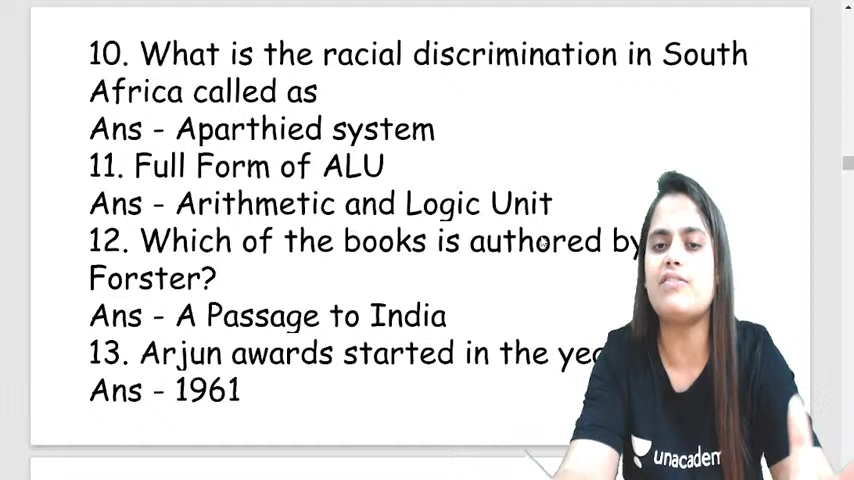 10. What is the racial discrimination in South
Africa called as
Ans - Aparthied system
11. Full Form of ALU
Ans - Arithmetic and Logic Unit
12. Which of the books is authored by
Forster?
Ans - A Passage to India
13. Arjun awards started in the
Ans - 1961
unacadem